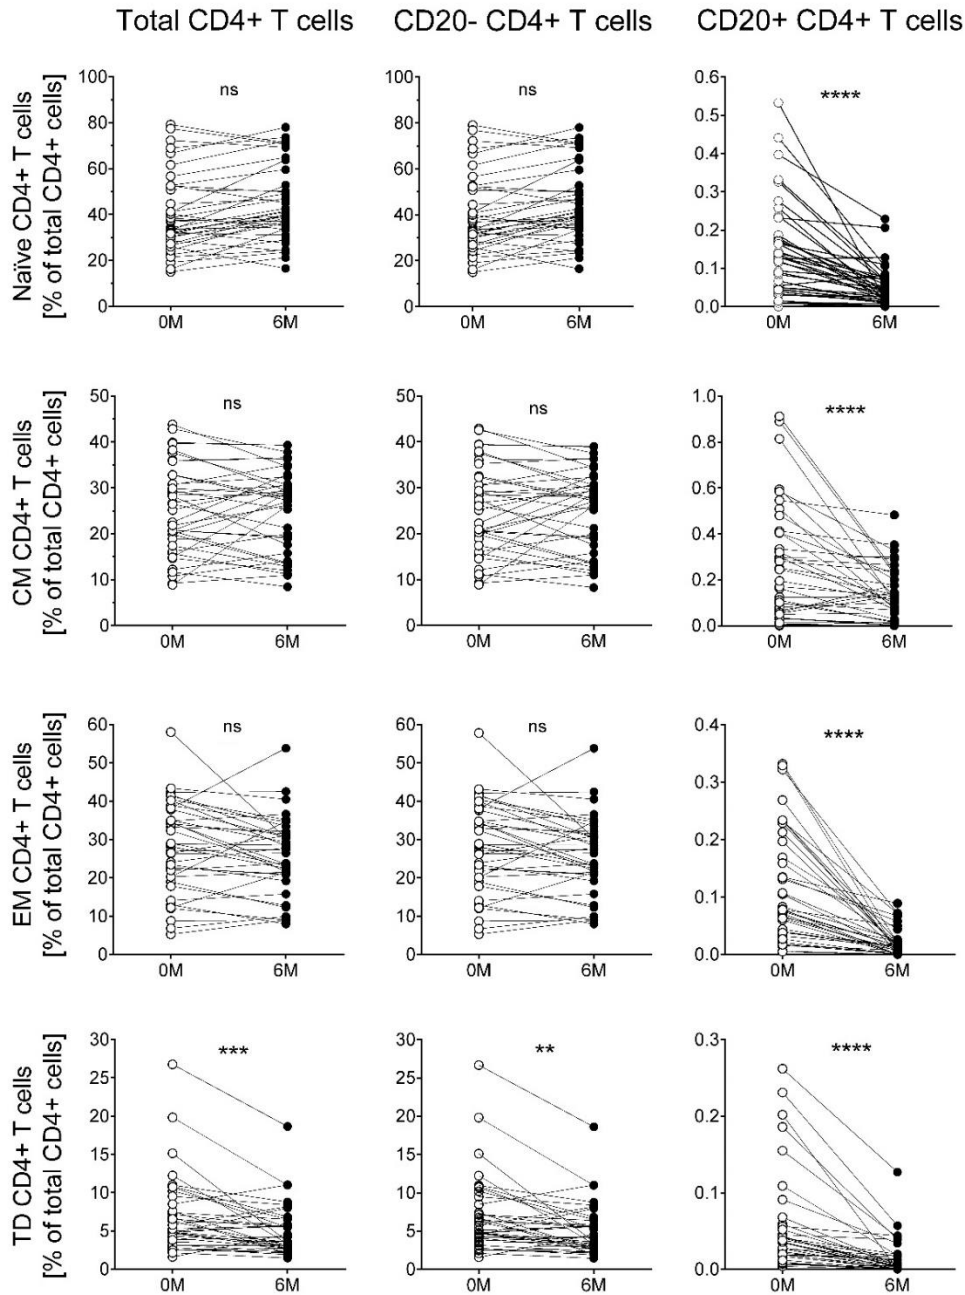 Total CD4+ T cells CD20- CD4+ T cells CD20+ CD4+ T cells
Naïve CD4+ T cells
[% of total CD4+ cells]
100
80
60
40
20
0
ns
0M 6M
100
80
60
40
20
0
ns
0M 6M
0.6
0.5
0.4
0.3
0.2
0.1
0.0
****
0M 6M
CM CD4+ T cells
[% of total CD4+ cells]
50
40
30
20
10
0
ns
0M 6M
50
40
30
20
10
0
ns
0M 6M
1.0
0.8
0.6
0.4
0.2
0.0
****
0M 6M
EM CD4+ T cells
[% of total CD4+ cells]
60
50
40
30
20
10
0
ns
0M 6M
60
50
40
30
20
10
0
ns
0M 6M
0.4
0.3
0.2
0.1
0.0
****
0M 6M
TD CD4+ T cells
[% of total CD4+ cells]
30
25
20
15
10
5
0
***
0M 6M
30
25
20
15
10
5
0
**
0M 6M
0.3
0.2
0.1
0.0
****
0M 6M